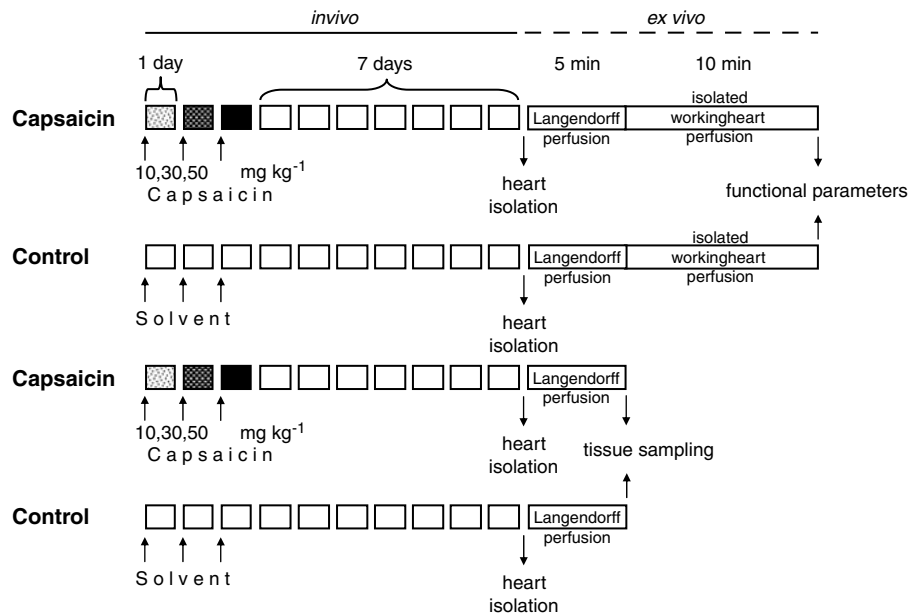 invivo ex vivo
1 day 7 days 5 min 10 min
Capsaicin Langendorff perfusion isolated workingheart perfusion
10,30,50 mg kg-1
Capsaicin
heart isolation
functional parameters
Control Langendorff perfusion isolated workingheart perfusion
Solvent
heart isolation
Capsaicin Langendorff perfusion
10,30,50 mg kg-1
Capsaicin
heart isolation
tissue sampling
Control Langendorff perfusion
Solvent
heart isolation